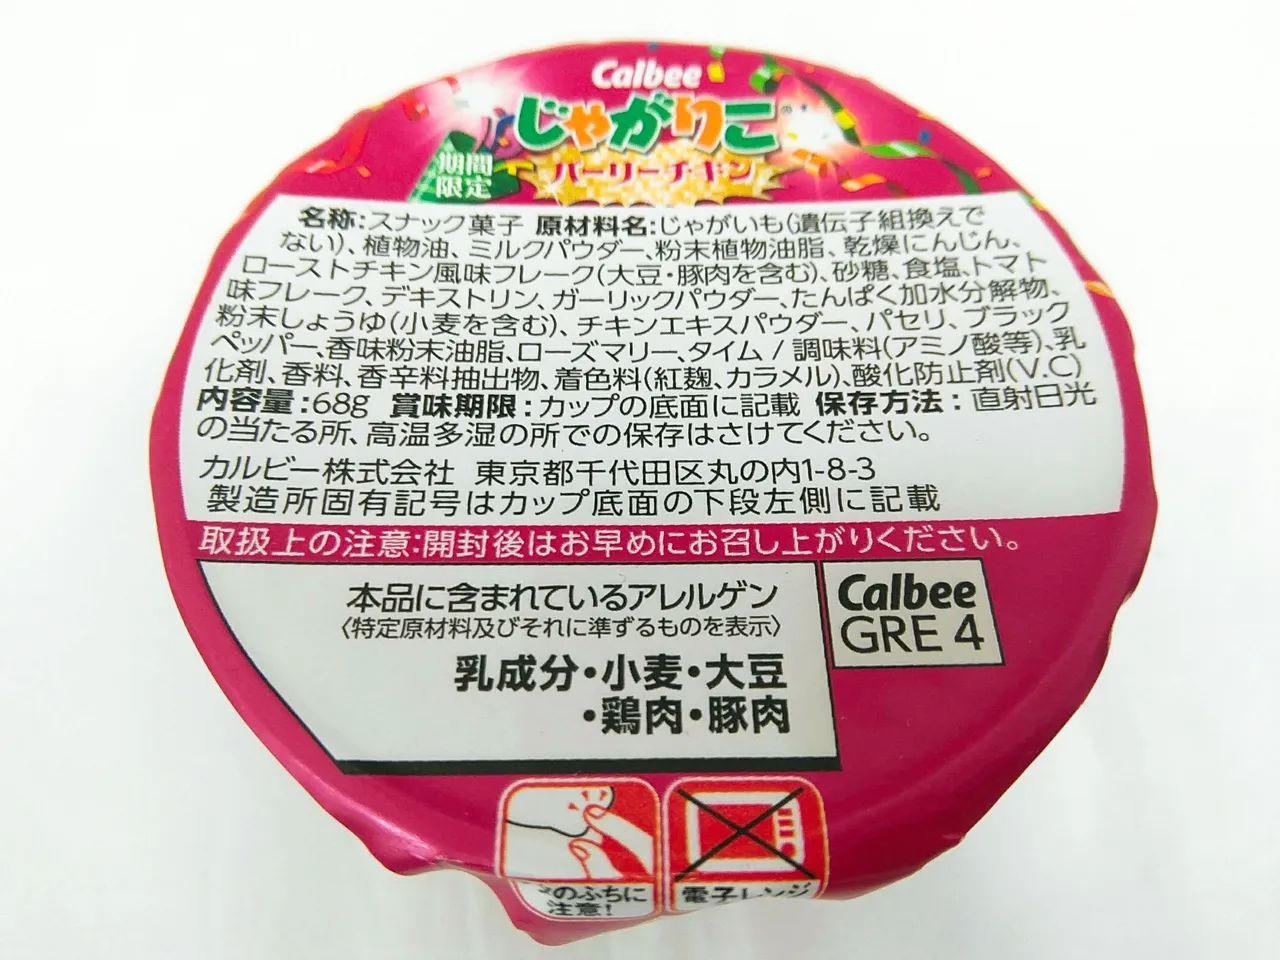 Calbee
じゃがりこ®
期間
限定
パーリーチキン
名称:スナック菓子 原材料名:じゃがいも(遺伝子組換えで
ない)、植物油、ミルクパウダー、粉末植物油脂、乾燥にんじん、
ローストチキン風味フレーク(大豆・豚肉を含む)、砂糖、食塩、トマト
味フレーク、デキストリン、ガーリックパウダー、たんぱく加水分解物、
粉末しょうゆ(小麦を含む)、チキンエキスパウダー、パセリ、ブラック
ペッパー、香味粉末油脂、ローズマリー、タイム / 調味料(アミノ酸等)、乳
化剤、香料、香辛料抽出物、着色料(紅麹、カラメル)、酸化防止剤(V.C)
内容量:68g 賞味期限:カップの底面に記載 保存方法:直射日光
の当たる所、高温多湿の所での保存はさけてください。
カルビー株式会社 東京都千代田区丸の内1-8-3
製造所固有記号はカップ底面の下段左側に記載
取扱上の注意:開封後はお早めにお召し上がりください。
本品に含まれているアレルゲン
〈特定原材料及びそれに準ずるものを表示〉
乳成分・小麦・大豆
・鶏肉・豚肉
Calbee
GRE 4
のふちに
注意!
電子レンジ